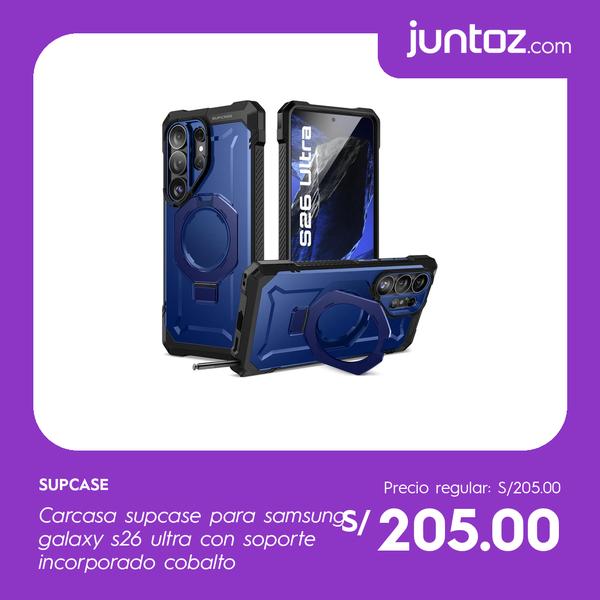 juntoz.com
SUPCASE
S26 Ultra
SUPCASE
Precio regular: S/205.00
Carcasa supcase para samsung
galaxy s26 ultra con soporte
incorporado cobalto
S/ 205.00